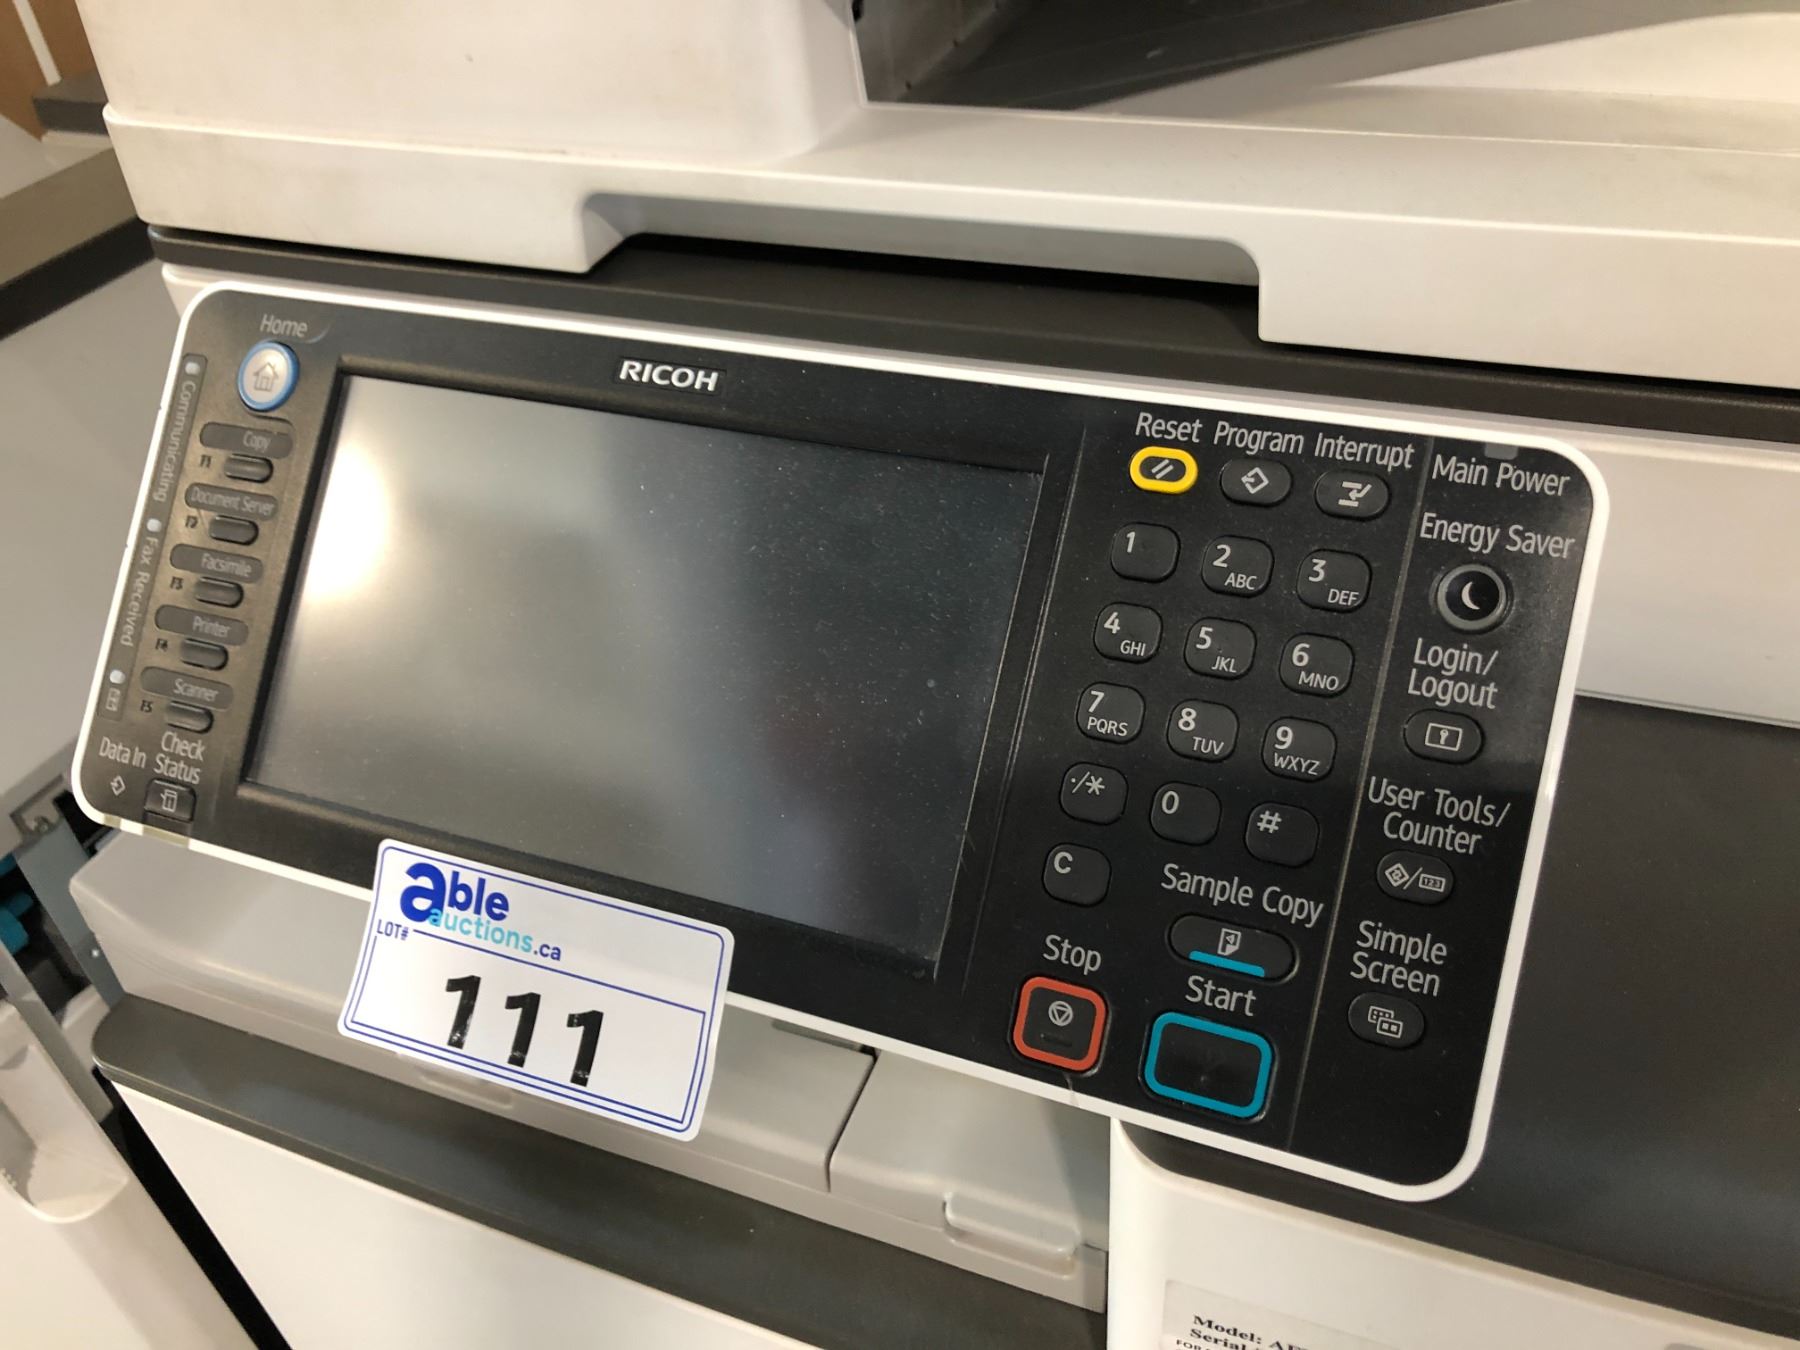 Home
RICOH
Communicating
Fax Received
Copy
F1
Document Server
F2
Facsimile
F3
Printer
F4
Scanner
F5
Data In
Check
Status
Reset Program Interrupt
Main Power
Energy Saver
1
2 ABC
3 DEF
4 GHI
5 JKL
6 MNO
7 PQRS
8 TUV
9 WXYZ
./*
0
#
C
Login/
Logout
User Tools/
Counter
123
Sample Copy
Simple
Screen
Stop
Start
able
auctions.ca
LOT#
111
Model:
Serial